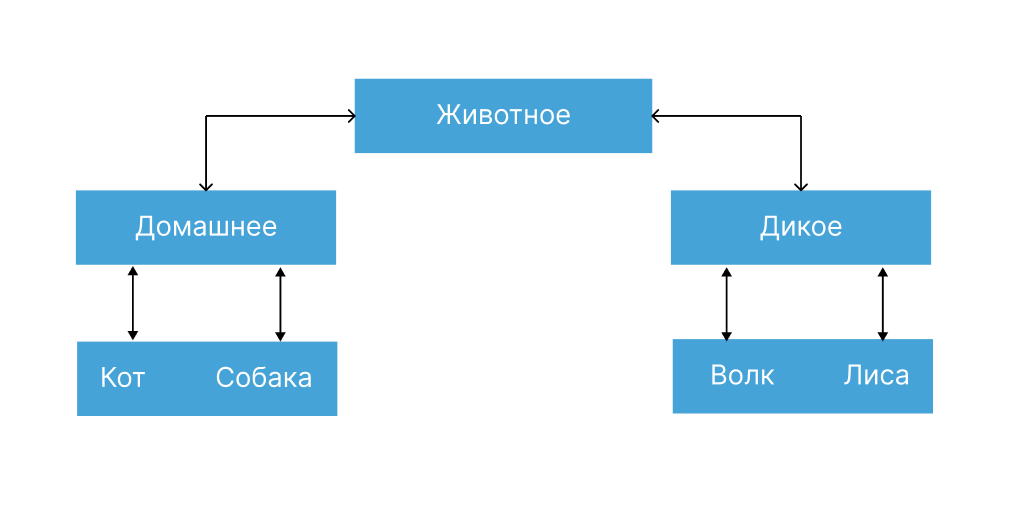 Животное
Домашнее
Дикое
Кот
Собака
Волк
Лиса